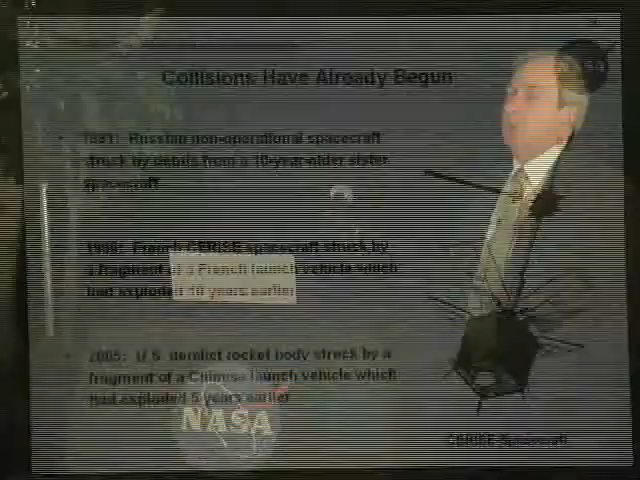 Collisions Have Already Begun
1991: Russian non-operational spacecraft
struck by debris from a 10-year-older sister
spacecraft
1996: French CERISE spacecraft struck by
a fragment of a French launch vehicle which
had exploded 10 years earlier
2005: U.S. derelict rocket body struck by a
fragment of a Chinese launch vehicle which
had exploded 5 years earlier
NASA
CERISE Spacecraft